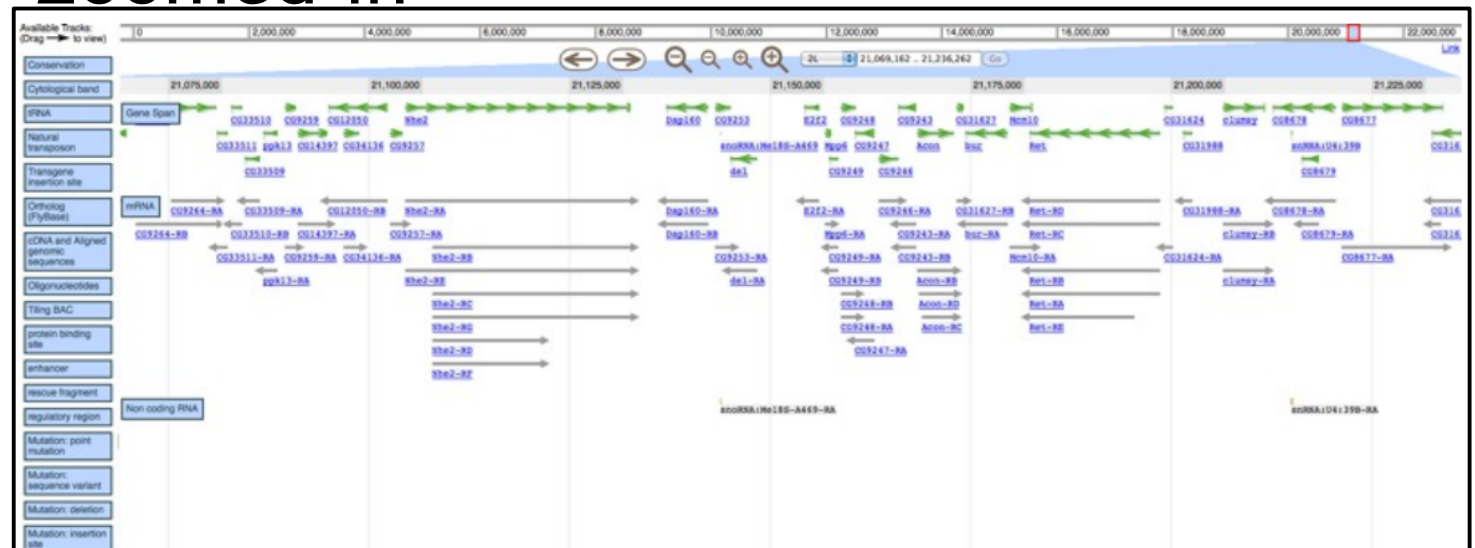 Zoomed in
Available Tracks:
(Drag to view)
0 2,000,000 4,000,000 6,000,000 8,000,000 10,000,000 12,000,000 14,000,000 16,000,000 18,000,000 20,000,000 22,000,000
Link
2L 21,069,162 .. 21,236,262 Go
21,075,000 21,100,000 21,125,000 21,150,000 21,175,000 21,200,000 21,225,000
Conservation
Cytological band
tRNA
Natural transposon
Transgene insertion site
Ortholog (FlyBase)
cDNA and Aligned genomic sequences
Oligonucleotides
Tiling BAC
protein binding site
enhancer
rescue fragment
regulatory region
Mutation: point mutation
Mutation: sequence variant
Mutation: deletion
Mutation: insertion site
Gene Span
CG33510 CG9259 CG12050 Nhe2 Dap160 CG9253 E2f2 CG9248 CG9243 CG31627 Mcm10 CG31624 clumsy CG8678 CG8677
CG33511 ppk13 CG14397 CG34136 CG9257 snoRNA:Me18S-A469 Mpp6 CG9247 Acon bur Ret CG31988 snRNA:U4:39B CG316
CG33509 del CG9249 CG9246 CG8679
mRNA
CG9264-RA CG33509-RA CG12050-RB Nhe2-RA Dap160-RA E2f2-RA CG9246-RA CG31627-RB Ret-RD CG31988-RA CG8678-RA CG316
CG9264-RB CG33510-RB CG14397-RA CG9257-RA Dap160-RB Mpp6-RA CG9243-RA bur-RA Ret-RC clumsy-RB CG8679-RA CG316
CG33511-RA CG9259-RA CG34136-RA Nhe2-RB CG9253-RA CG9249-RA CG9243-RB Mcm10-RA CG31624-RA CG8677-RA
ppk13-RA Nhe2-RE del-RA CG9249-RB Acon-RB Ret-RB clumsy-RA
Nhe2-RC CG9248-RB Acon-RD Ret-RA
Nhe2-RG CG9248-RA Acon-RC Ret-RE
Nhe2-RD CG9247-RA
Nhe2-RF
Non coding RNA
snoRNA:Me18S-A469-RA snRNA:U4:39B-RA